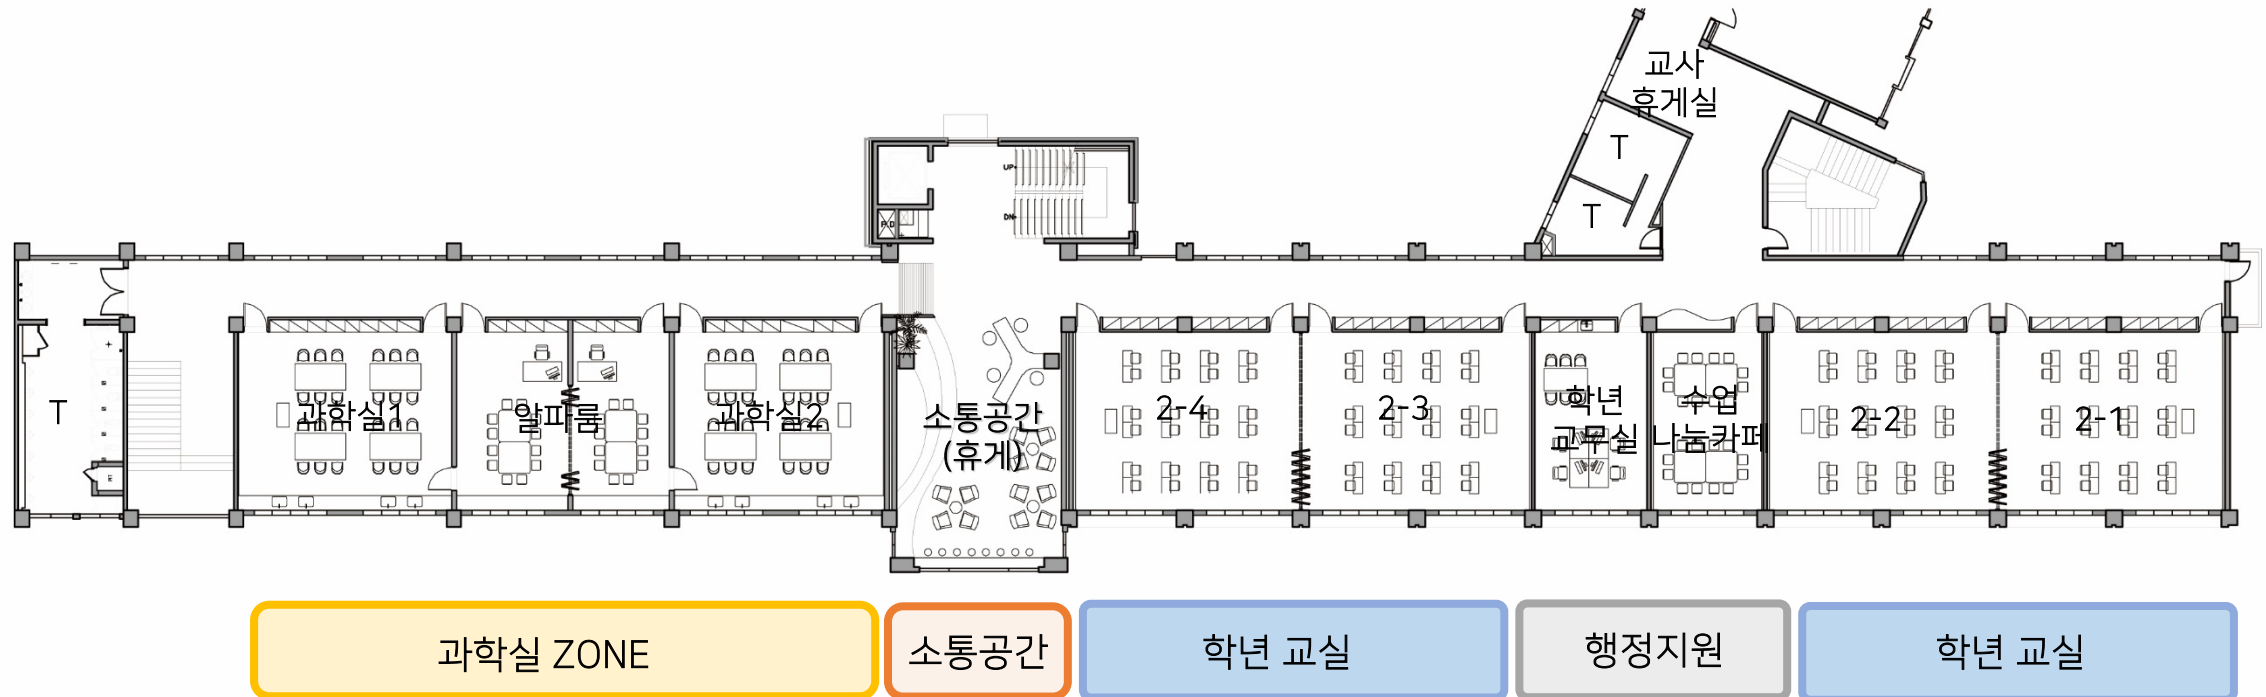 교사
휴게실
T
T
UP
DN
P.D
T
과학실1
알파룸
과학실2
소통공간
(휴게)
2-4
2-3
학년
교무실
수업
나눔카페
2-2
2-1
과학실 ZONE
소통공간
학년 교실
행정지원
학년 교실